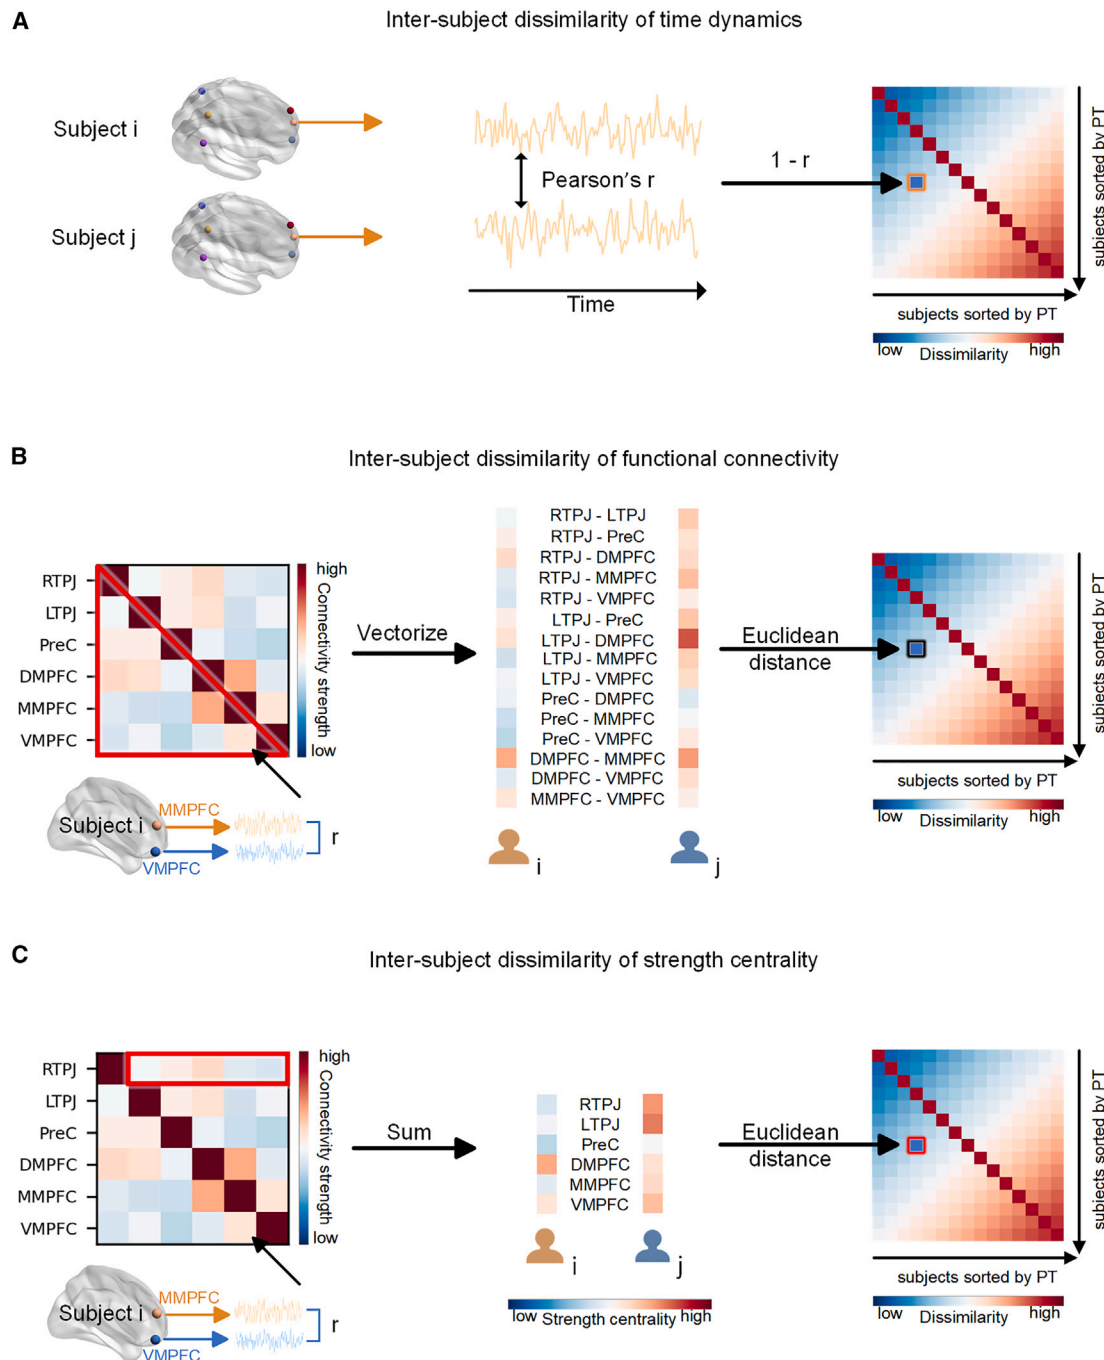 A
Inter-subject dissimilarity of time dynamics
Subject i
Subject j
Pearson's r
Time
1 - r
subjects sorted by PT
subjects sorted by PT
low Dissimilarity high
B
Inter-subject dissimilarity of functional connectivity
RTPJ
LTPJ
PreC
DMPFC
MMPFC
VMPFC
high
Connectivity strength
low
Subject i
MMPFC
VMPFC
r
Vectorize
RTPJ - LTPJ
RTPJ - PreC
RTPJ - DMPFC
RTPJ - MMPFC
RTPJ - VMPFC
LTPJ - PreC
LTPJ - DMPFC
LTPJ - MMPFC
LTPJ - VMPFC
PreC - DMPFC
PreC - MMPFC
PreC - VMPFC
DMPFC - MMPFC
DMPFC - VMPFC
MMPFC - VMPFC
i
j
Euclidean
distance
subjects sorted by PT
subjects sorted by PT
low Dissimilarity high
C
Inter-subject dissimilarity of strength centrality
RTPJ
LTPJ
PreC
DMPFC
MMPFC
VMPFC
high
Connectivity strength
low
Subject i
MMPFC
VMPFC
r
Sum
RTPJ
LTPJ
PreC
DMPFC
MMPFC
VMPFC
i
j
low Strength centrality high
Euclidean
distance
subjects sorted by PT
subjects sorted by PT
low Dissimilarity high